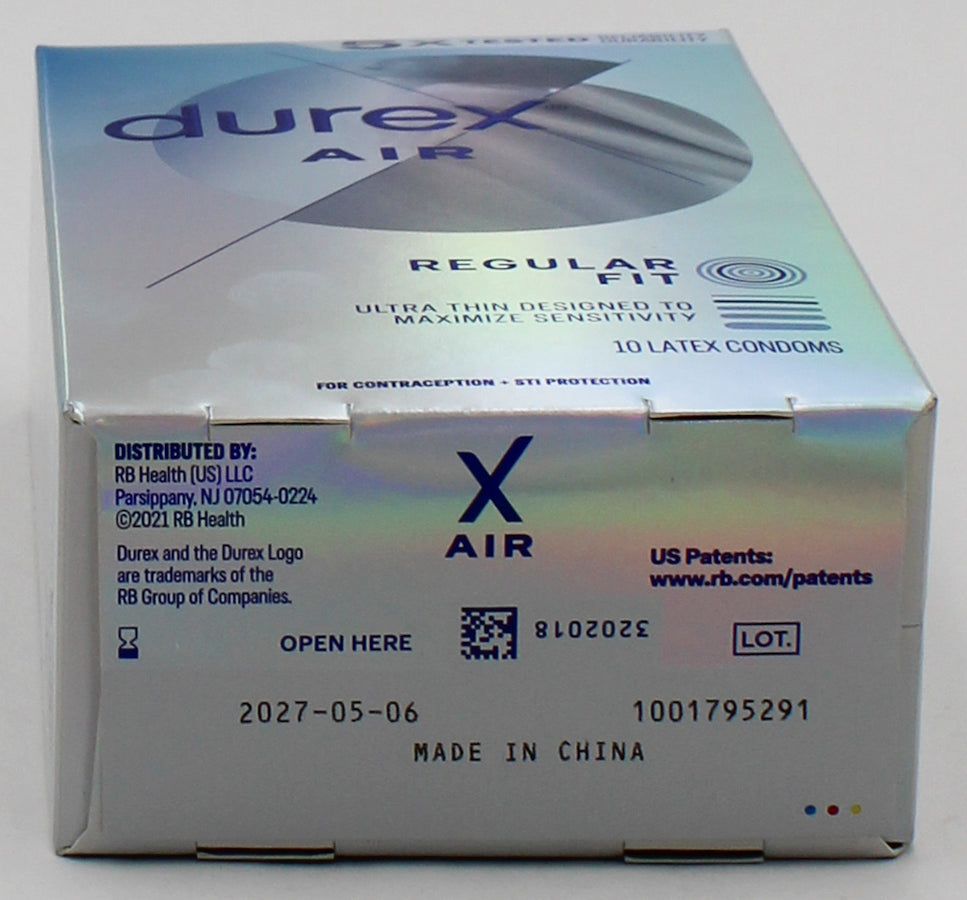 5X TESTED
DURABILITY
durex
AIR
REGULAR
FIT
ULTRA THIN DESIGNED TO
MAXIMIZE SENSITIVITY
10 LATEX CONDOMS
FOR CONTRACEPTION + STI PROTECTION
DISTRIBUTED BY:
RB Health (US) LLC
Parsippany, NJ 07054-0224
©2021 RB Health
Durex and the Durex Logo
are trademarks of the
RB Group of Companies.
X
AIR
US Patents:
www.rb.com/patents
OPEN HERE
3202018
LOT.
2027-05-06
1001795291
MADE IN CHINA